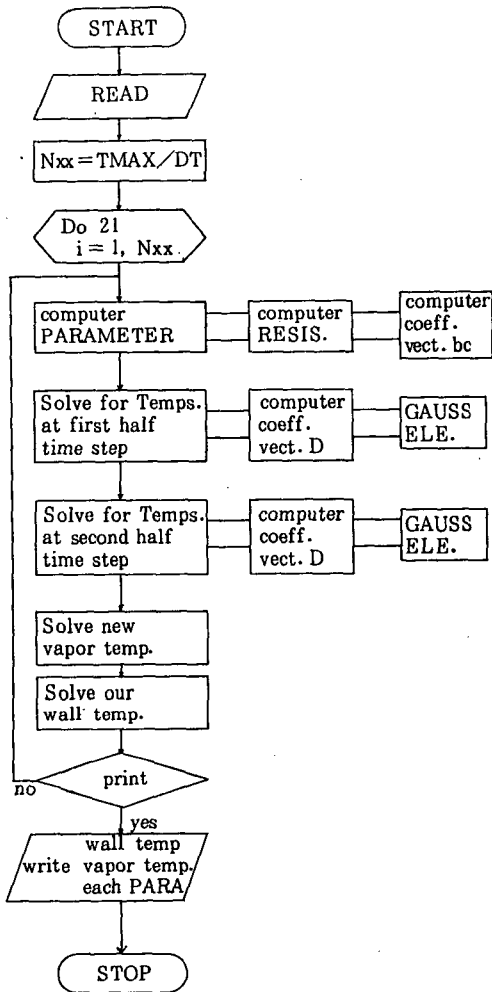 START
READ
Nxx=TMAX/DT
Do 21
i = 1, Nxx
computer
PARAMETER
computer
RESIS.
computer
coeff.
vect. bc
Solve for Temps.
at first half
time step
computer
coeff.
vect. D
GAUSS
ELE.
Solve for Temps.
at second half
time step
computer
coeff.
vect. D
GAUSS
ELE.
Solve new
vapor temp.
Solve our
wall temp.
print
no
yes
wall temp
write vapor temp.
each PARA
STOP